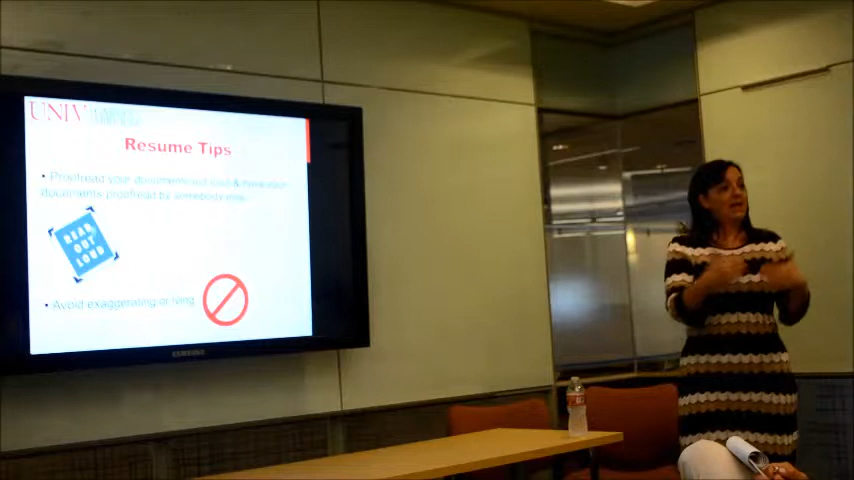 UNIV
Resume Tips
• Proofread your documents out loud & have your
documents proofread by somebody else.
READ
OUT
LOUD
• Avoid exaggerating or lying
SAMSUNG